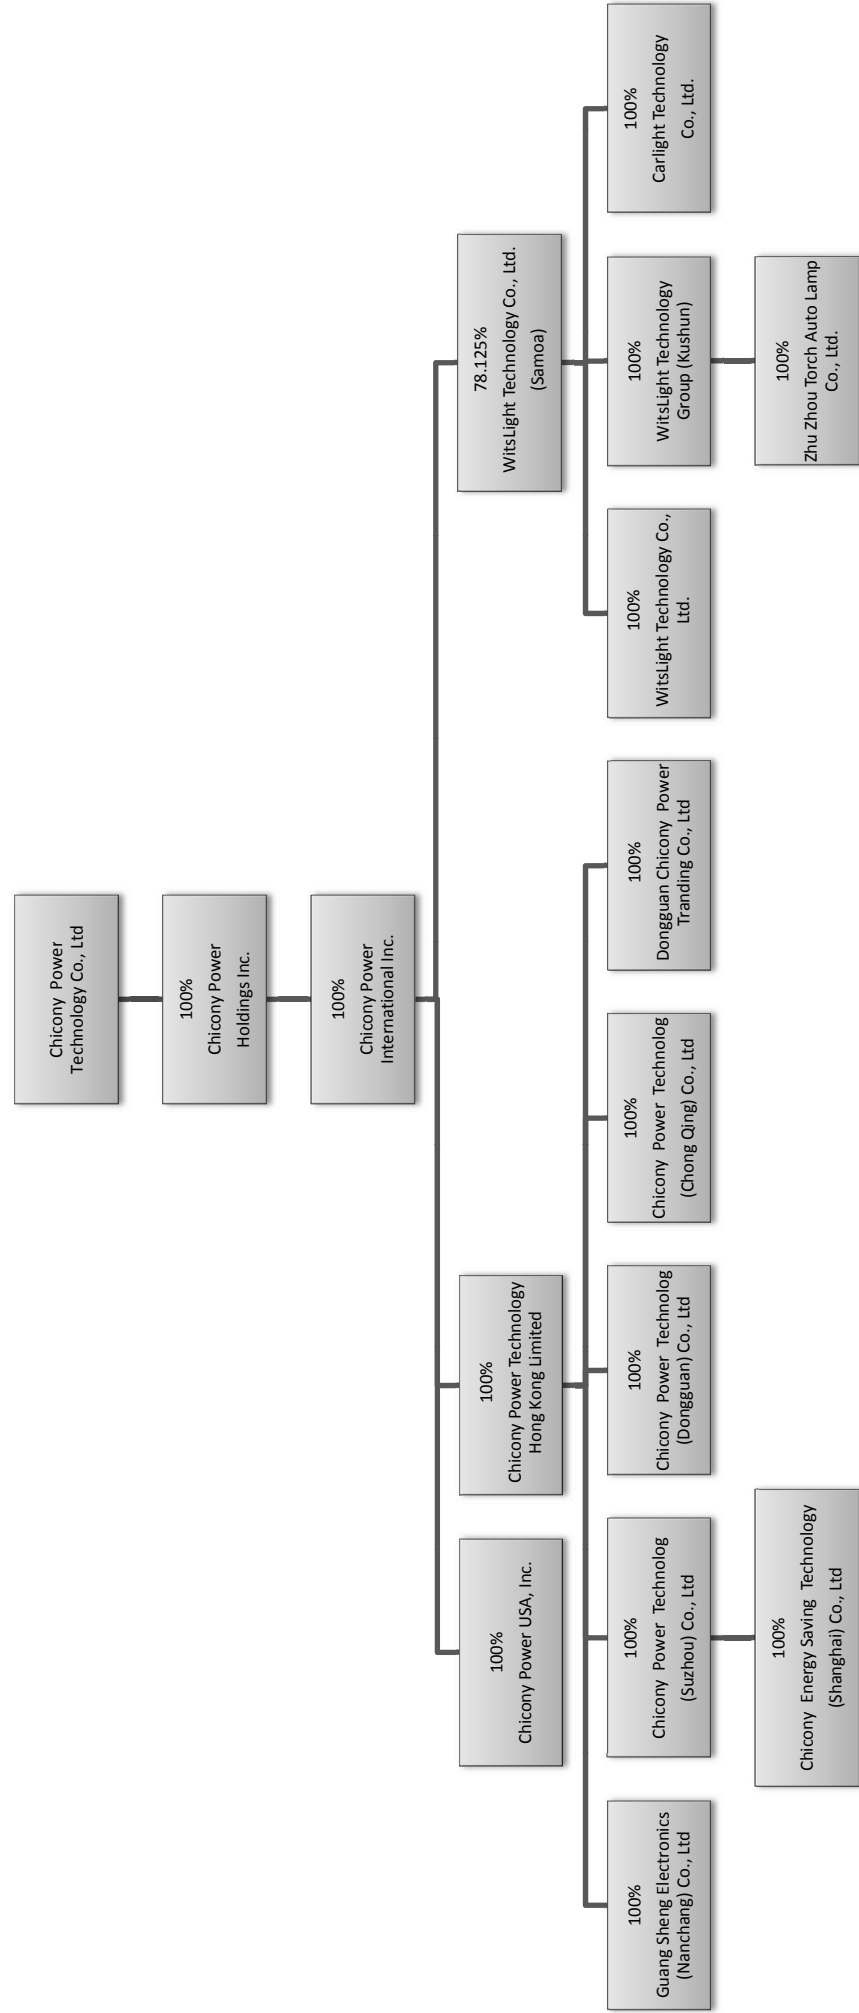 Chicony Power
Technology Co., Ltd
100%
Chicony Power
Holdings Inc.
100%
Chicony Power
International Inc.
100%
Chicony Power USA, Inc.
100%
Chicony Power Technology
Hong Kong Limited
78.125%
WitsLight Technology Co., Ltd.
(Samoa)
100%
Guang Sheng Electronics
(Nanchang) Co., Ltd
100%
Chicony Power Technolog
(Suzhou) Co., Ltd
100%
Chicony Power Technolog
(Dongguan) Co., Ltd
100%
Chicony Power Technolog
(Chong Qing) Co., Ltd
100%
Dongguan Chicony Power
Tranding Co., Ltd
100%
WitsLight Technology Co.,
Ltd.
100%
WitsLight Technology
Group (Kushun)
100%
Carlight Technology
Co., Ltd.
100%
Chicony Energy Saving Technology
(Shanghai) Co., Ltd
100%
Zhu Zhou Torch Auto Lamp
Co., Ltd.